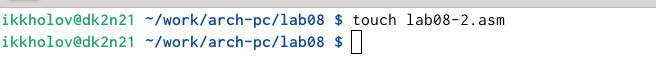 ikkholov@dk2n21 ~/work/arch-pc/lab08 $ touch lab08-2.asm
ikkholov@dk2n21 ~/work/arch-pc/lab08 $